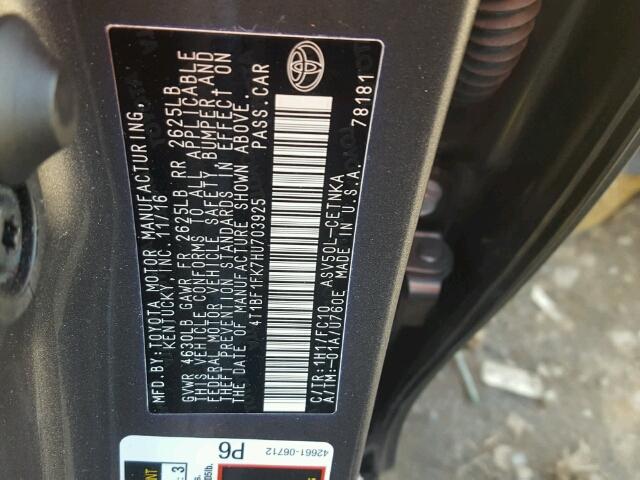 MFD.BY:TOYOTA MOTOR MANUFACTURING,
KENTUCKY, INC. 11/16
GVWR 4630LB GAWR FR 2625LB RR 2625LB
THIS VEHICLE CONFORMS TO ALL APPLICABLE
FEDERAL MOTOR VEHICLE SAFETY, BUMPER, AND
THEFT PREVENTION STANDARDS IN EFFECT ON
THE DATE OF MANUFACTURE SHOWN ABOVE.
4T1BF1FK7HU703925 PASS.CAR
C/TR: 1H1/FC10 ASV50L-CETNKA
A/TM: -01A/U760E MADE IN U.S.A. 78181
42661-06712
P6